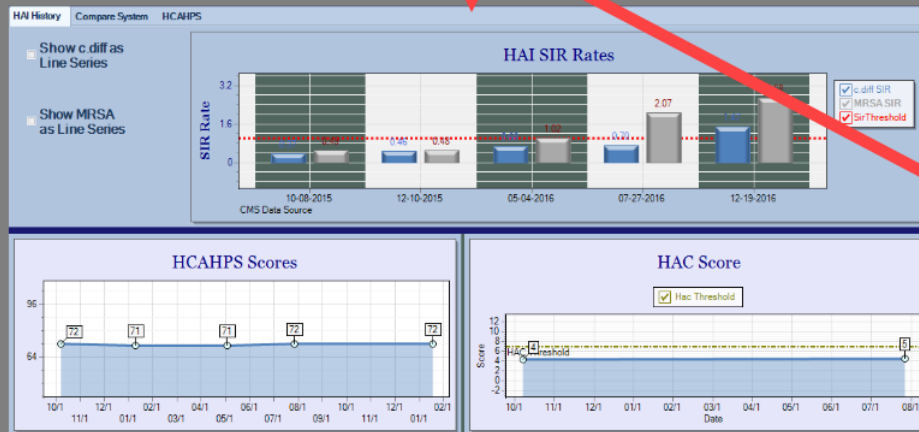 HAI History Compare System HCAHPS
Show c.diff as
Line Series
Show MRSA
as Line Series
HAI SIR Rates
SIR Rate
3.2
1.6
0
0.46 0.48
1.02
0.70 2.07
10-08-2015 12-10-2015 05-04-2016 07-27-2016 12-19-2016
CMS Data Source
c.diff SIR
MRSA SIR
SirThreshold
HCAHPS Scores
96
64
72 71 71 72 72
10/1 12/1 02/1 04/1 06/1 08/1 10/1 12/1 02/1
11/1 01/1 03/1 05/1 07/1 09/1 11/1 01/1
HAC Score
Hac Threshold
Score
12
10
8
6
4
2
0
-2
4 5
10/1 11/1 12/1 01/1 02/1 03/1 04/1 05/1 06/1 07/1 08/1
Date